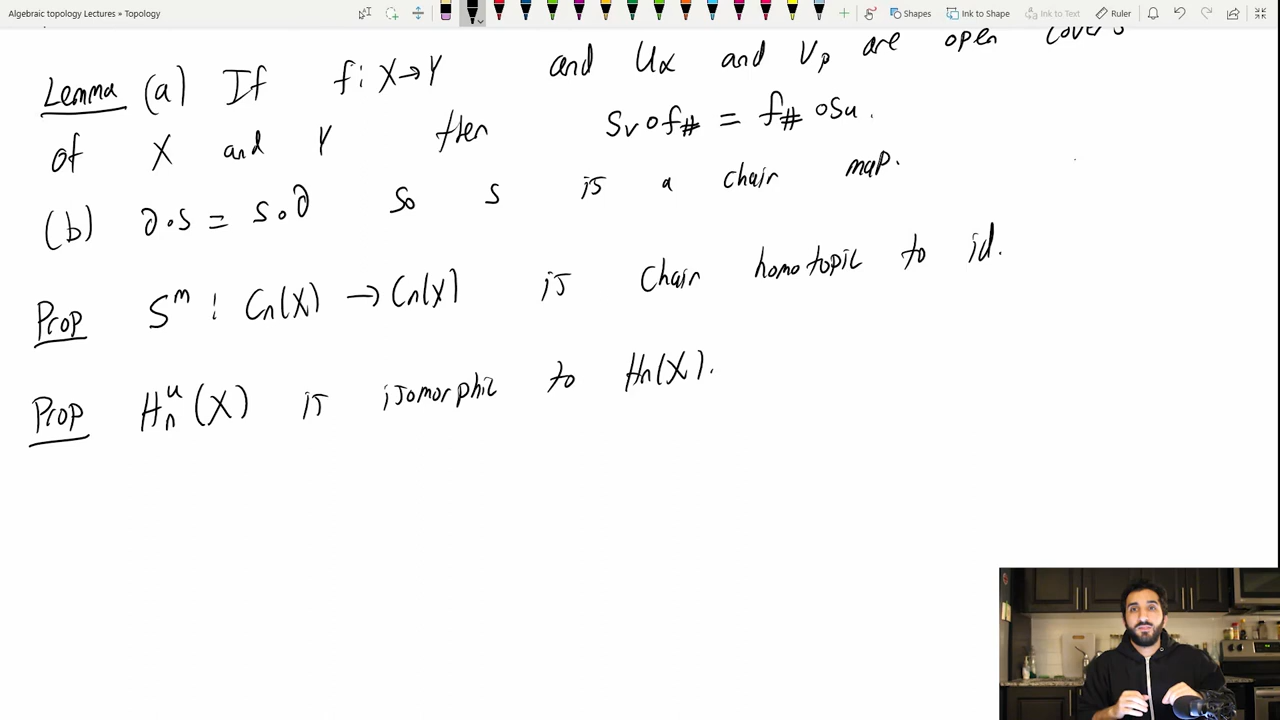 Algebraic topology Lectures » Topology
Shapes Ink to Shape Ink to Text Ruler
Lemma (a) If f: X→Y and Uα and Vβ are open covers
of X and Y then Sv∘f# = f#∘Su.
(b) ∂∘S = S∘∂ so S is a chain map.
Prop S^m : Cn(X) → Cn(X) is chain homotopic to id.
Prop Hn^u(X) is isomorphic to Hn(X).